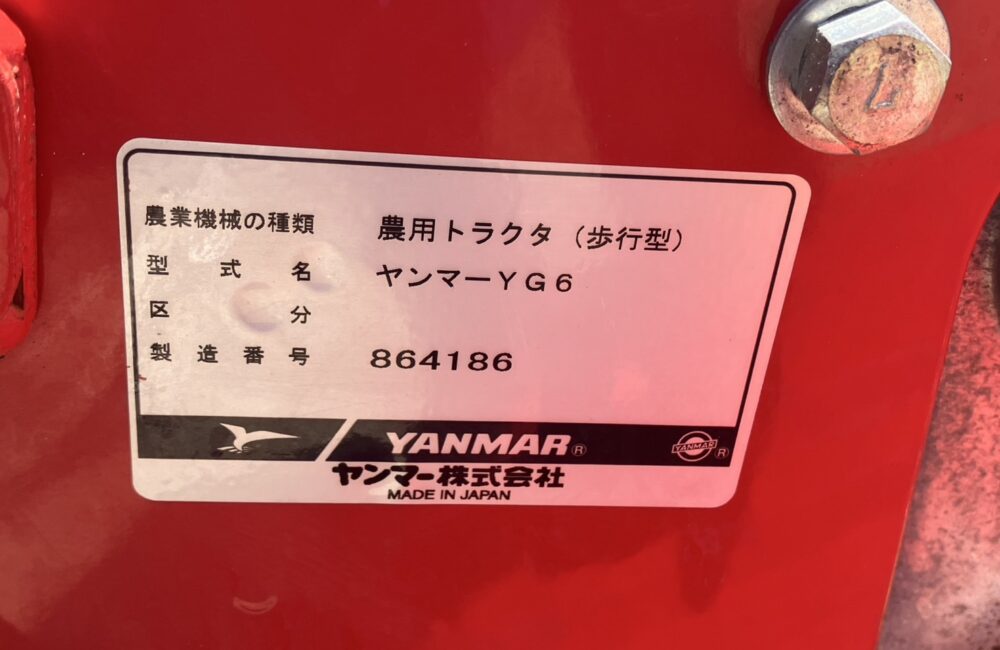 農業機械の種類 農用トラクタ（歩行型）
型式名 ヤンマーYG6
区分
製造番号 864186
YANMAR® YANMAR ®
ヤンマー株式会社
MADE IN JAPAN